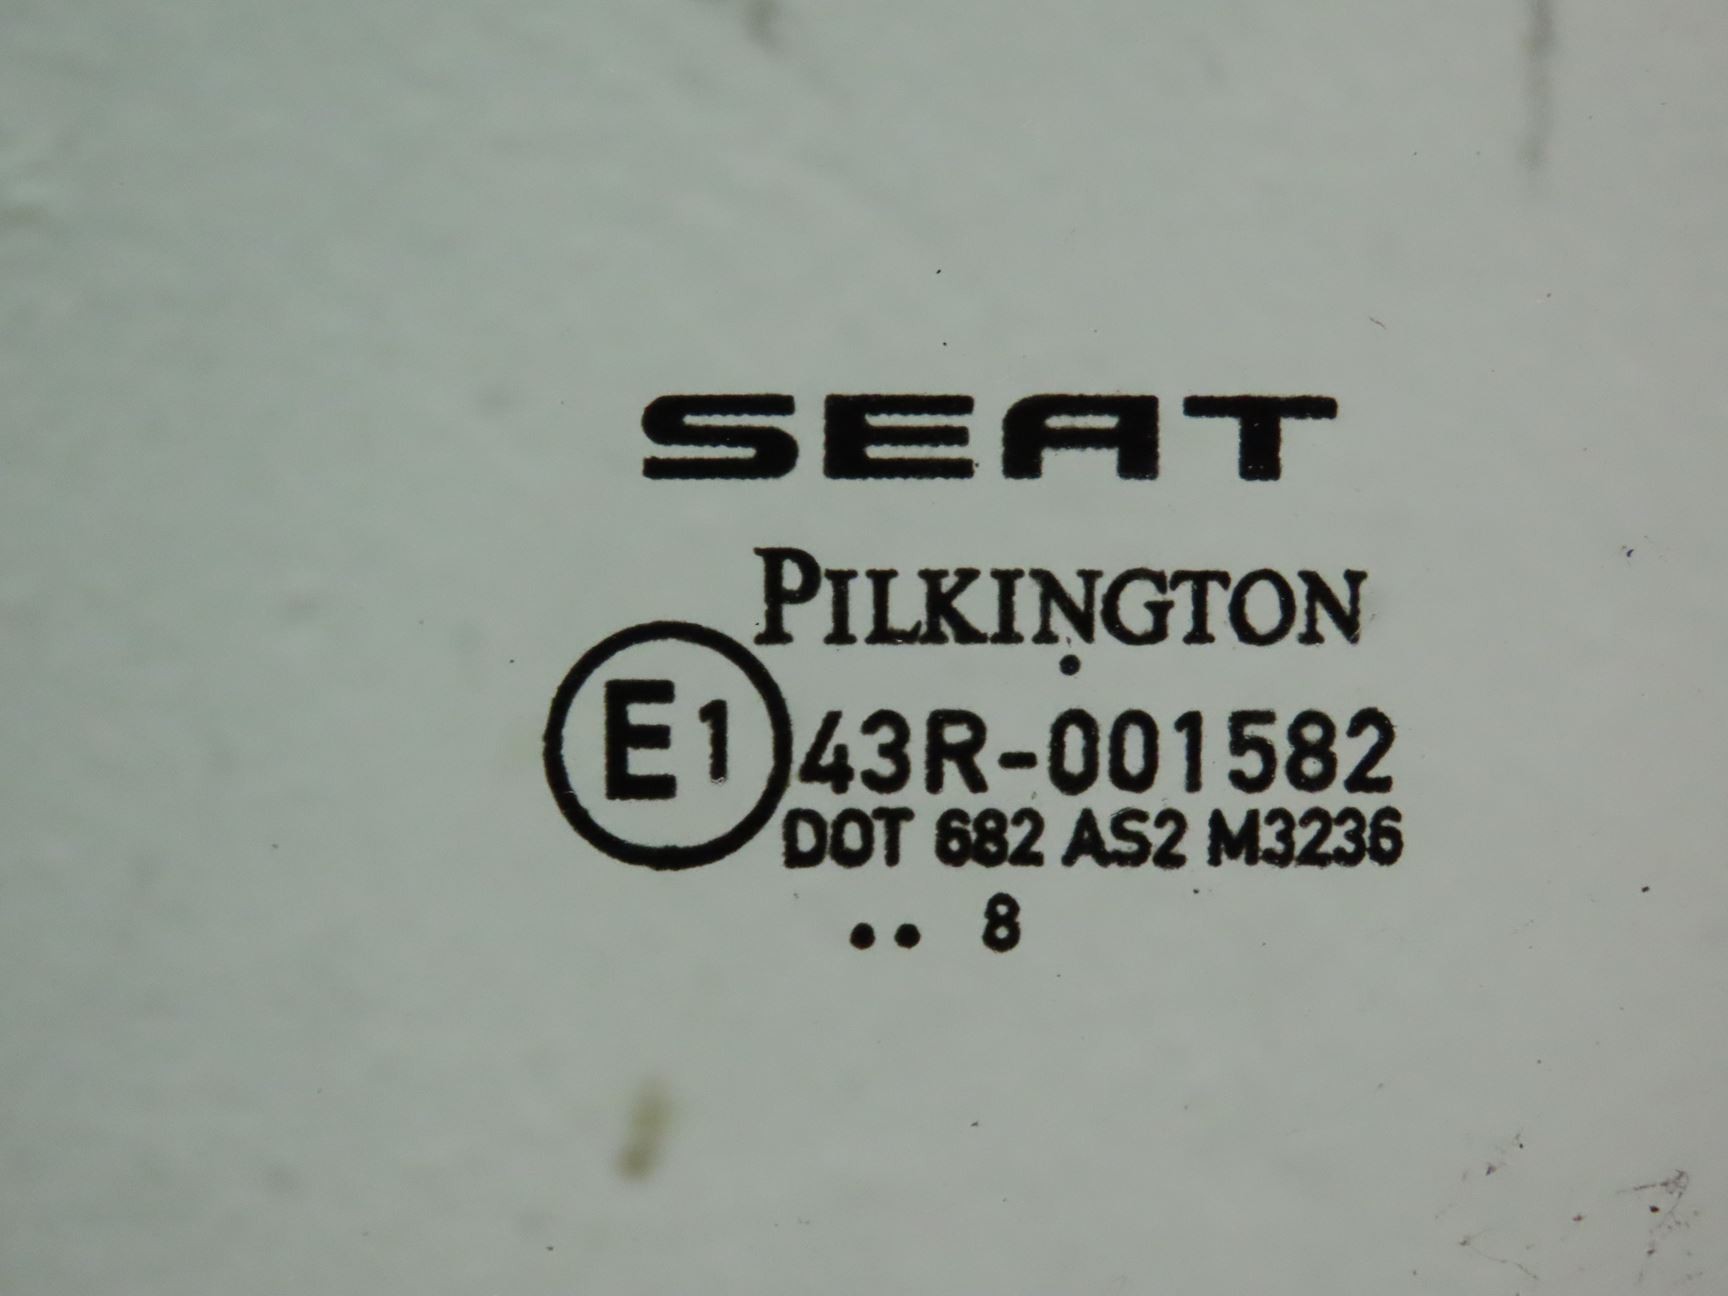 SEAT
PILKINGTON
E1 43R-001582
DOT 682 AS2 M3236
.. 8